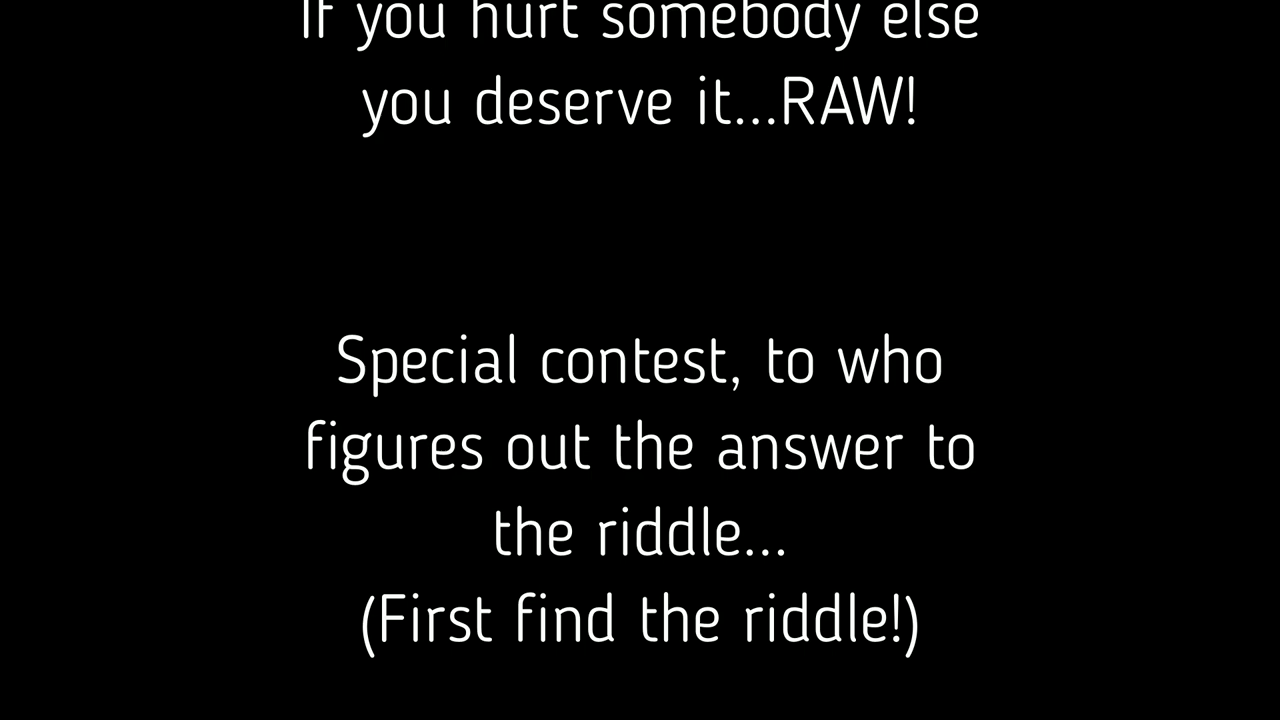 If you hurt somebody else
you deserve it...RAW!
Special contest, to who
figures out the answer to
the riddle...
(First find the riddle!)